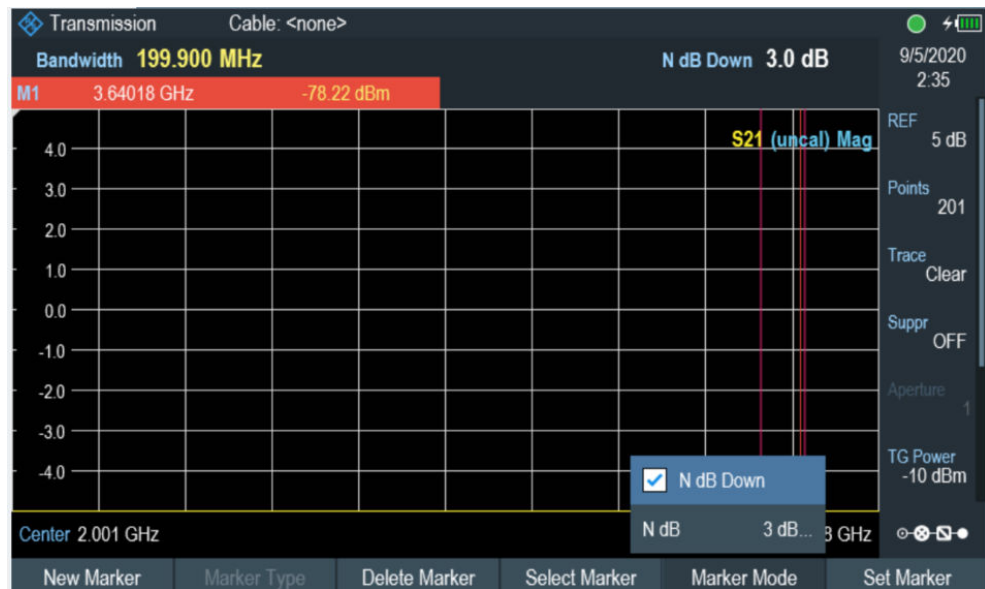 Transmission Cable: <none>
Bandwidth 199.900 MHz N dB Down 3.0 dB
9/5/2020
2:35
M1 3.64018 GHz -78.22 dBm
S21 (uncal) Mag
4.0
3.0
2.0
1.0
0.0
-1.0
-2.0
-3.0
-4.0
REF
5 dB
Points
201
Trace
Clear
Suppr
OFF
Aperture
1
TG Power
-10 dBm
N dB Down
N dB 3 dB...
Center 2.001 GHz GHz
New Marker Marker Type Delete Marker Select Marker Marker Mode Set Marker